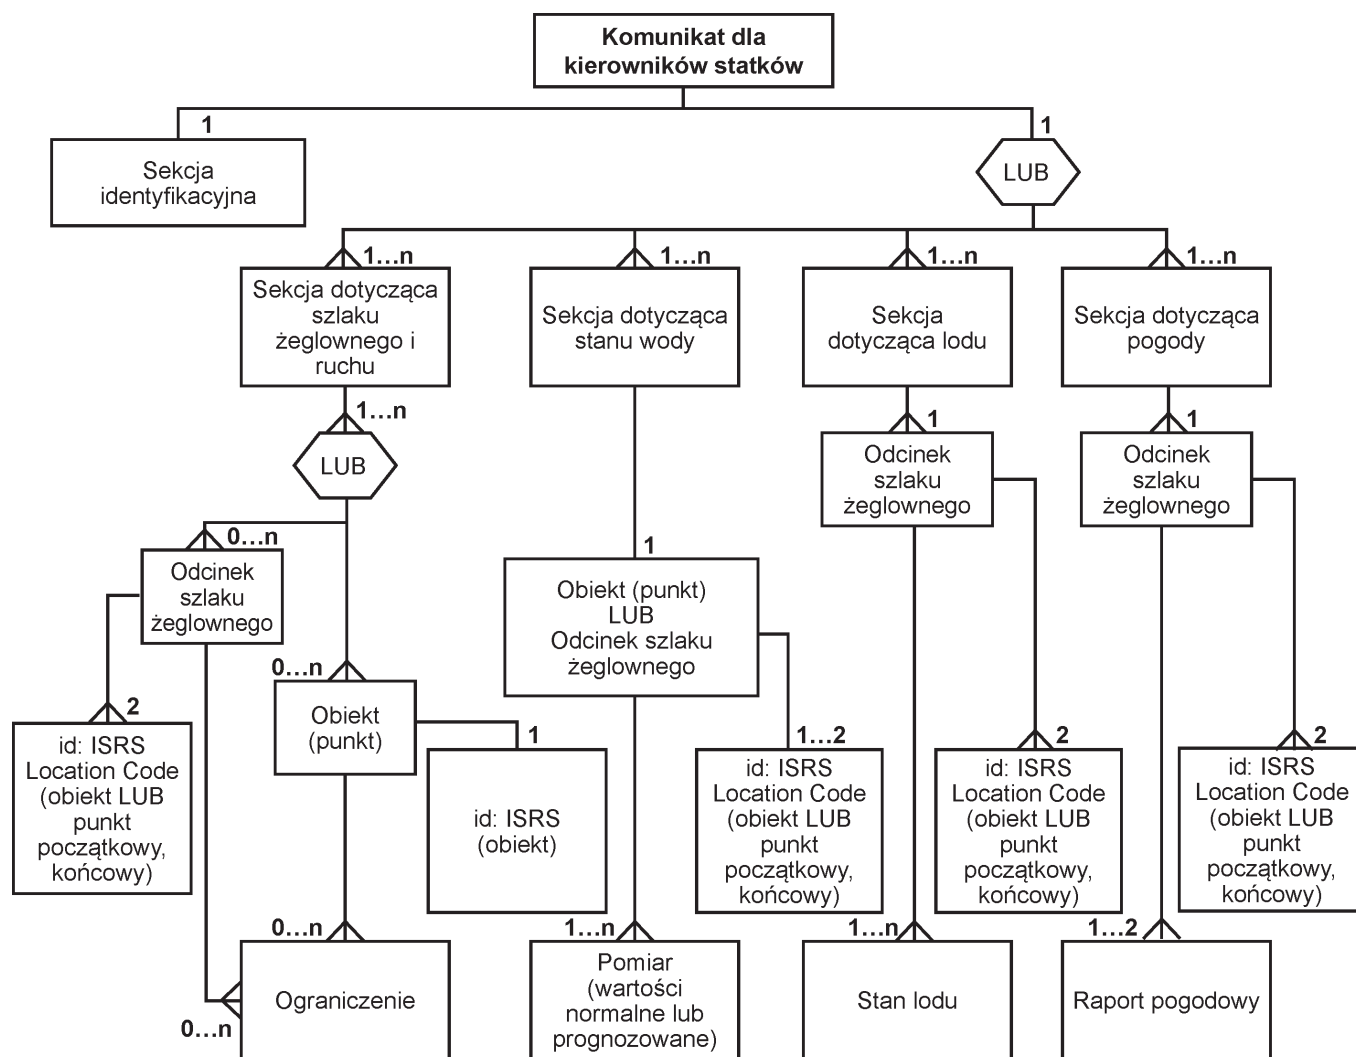 Komunikat dla
kierowników statków
1
1
Sekcja
identyfikacyjna
LUB
1...n
1...n
1...n
1...n
Sekcja dotycząca
szlaku
żeglownego i
ruchu
Sekcja dotycząca
stanu wody
Sekcja
dotycząca lodu
Sekcja dotycząca
pogody
1...n
1
1
LUB
Odcinek
szlaku
żeglownego
Odcinek
szlaku
żeglownego
0...n
1
Odcinek
szlaku
żeglownego
Obiekt (punkt)
LUB
Odcinek szlaku
żeglownego
0...n
Obiekt
(punkt)
2
1
1...2
2
2
id: ISRS
Location Code
(obiekt LUB
punkt
początkowy,
końcowy)
id: ISRS
(obiekt)
id: ISRS
Location Code
(obiekt LUB
punkt
początkowy,
końcowy)
id: ISRS
Location Code
(obiekt LUB
punkt
początkowy,
końcowy)
id: ISRS
Location Code
(obiekt LUB
punkt
początkowy,
końcowy)
0...n
1...n
1...n
1...2
0...n
Ograniczenie
Pomiar
(wartości
normalne lub
prognozowane)
Stan lodu
Raport pogodowy